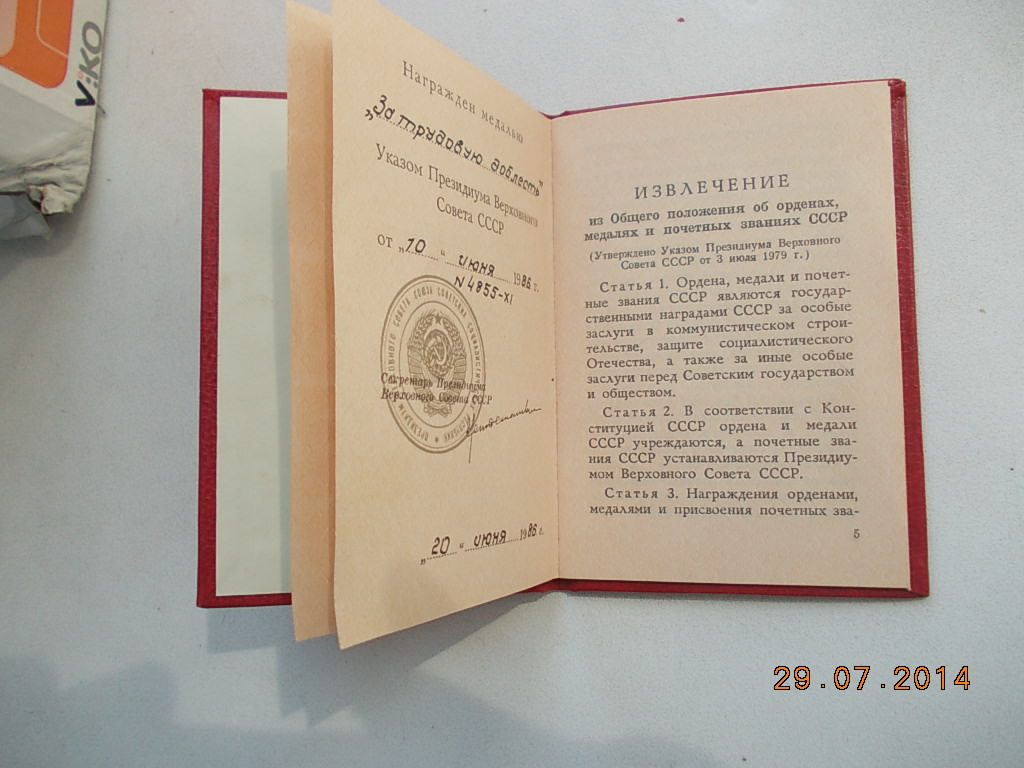 ViKO
Награжден медалью
„За трудовую доблесть“
Указом Президиума Верховного
Совета СССР
от „10“ июня 1986 г.
N 4855-XI
Секретарь Президиума
Верховного Совета СССР
„20“ июня 1986 г.
ИЗВЛЕЧЕНИЕ
из Общего положения об орденах,
медалях и почетных званиях СССР
(Утверждено Указом Президиума Верховного
Совета СССР от 3 июля 1979 г.)
Статья 1. Ордена, медали и почет-
ные звания СССР являются государ-
ственными наградами СССР за особые
заслуги в коммунистическом строи-
тельстве, защите социалистического
Отечества, а также за иные особые
заслуги перед Советским государством
и обществом.
Статья 2. В соответствии с Кон-
ституцией СССР ордена и медали
СССР учреждаются, а почетные зва-
ния СССР устанавливаются Президиу-
мом Верховного Совета СССР.
Статья 3. Награждения орденами,
медалями и присвоения почетных зва-
5
29.07.2014